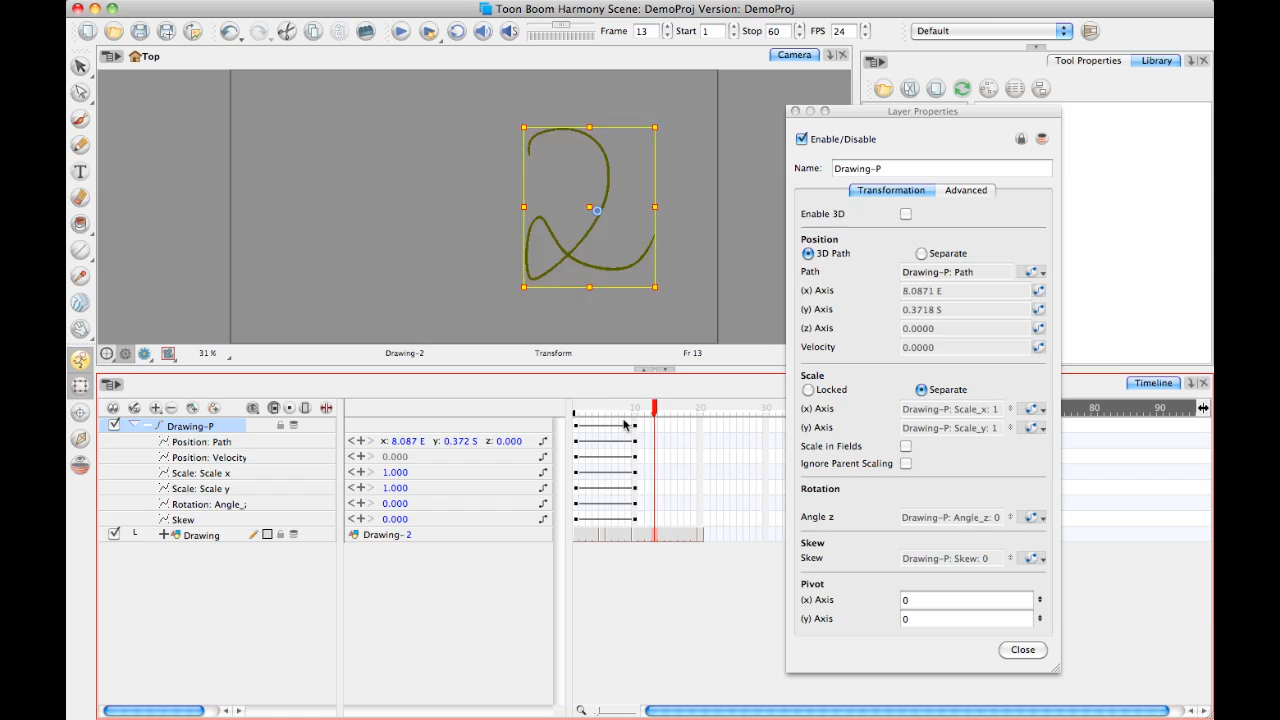 Toon Boom Harmony Scene: DemoProj Version: DemoProj
Frame 13 Start 1 Stop 60 FPS 24 Default
Top Camera Tool Properties Library
Layer Properties
Enable/Disable
Name: Drawing-P
Transformation Advanced
Enable 3D
Position
3D Path Separate
Path Drawing-P: Path
(x) Axis 8.0871 E
(y) Axis 0.3718 S
(z) Axis 0.0000
Velocity 0.0000
Scale
Locked Separate
(x) Axis Drawing-P: Scale_x: 1
(y) Axis Drawing-P: Scale_y: 1
Scale in Fields
Ignore Parent Scaling
Rotation
Angle z Drawing-P: Angle_z: 0
Skew
Skew Drawing-P: Skew: 0
Pivot
(x) Axis 0
(y) Axis 0
Close
31 % Drawing-2 Transform Fr 13
Timeline
10 20 30 80 90
Drawing-P
Position: Path x: 8.087 E y: 0.372 S z: 0.000
Position: Velocity 0.000
Scale: Scale x 1.000
Scale: Scale y 1.000
Rotation: Angle_z 0.000
Skew 0.000
Drawing Drawing- 2